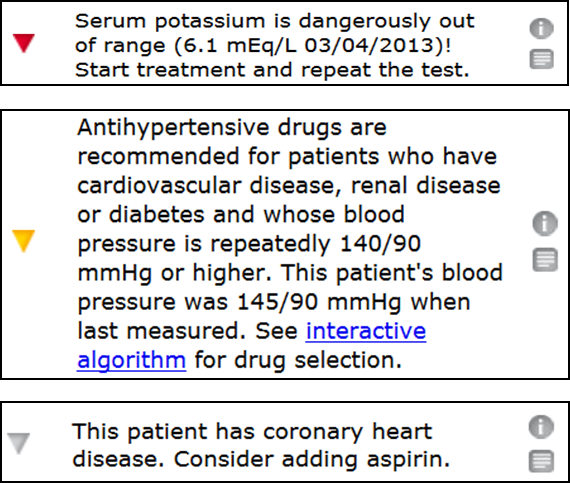 Serum potassium is dangerously out
of range (6.1 mEq/L 03/04/2013)!
Start treatment and repeat the test.
Antihypertensive drugs are
recommended for patients who have
cardiovascular disease, renal disease
or diabetes and whose blood
pressure is repeatedly 140/90
mmHg or higher. This patient's blood
pressure was 145/90 mmHg when
last measured. See interactive
algorithm for drug selection.
This patient has coronary heart
disease. Consider adding aspirin.